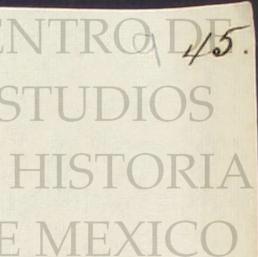 ENTRO DE
45.
STUDIOS
HISTORIA
E MEXICO